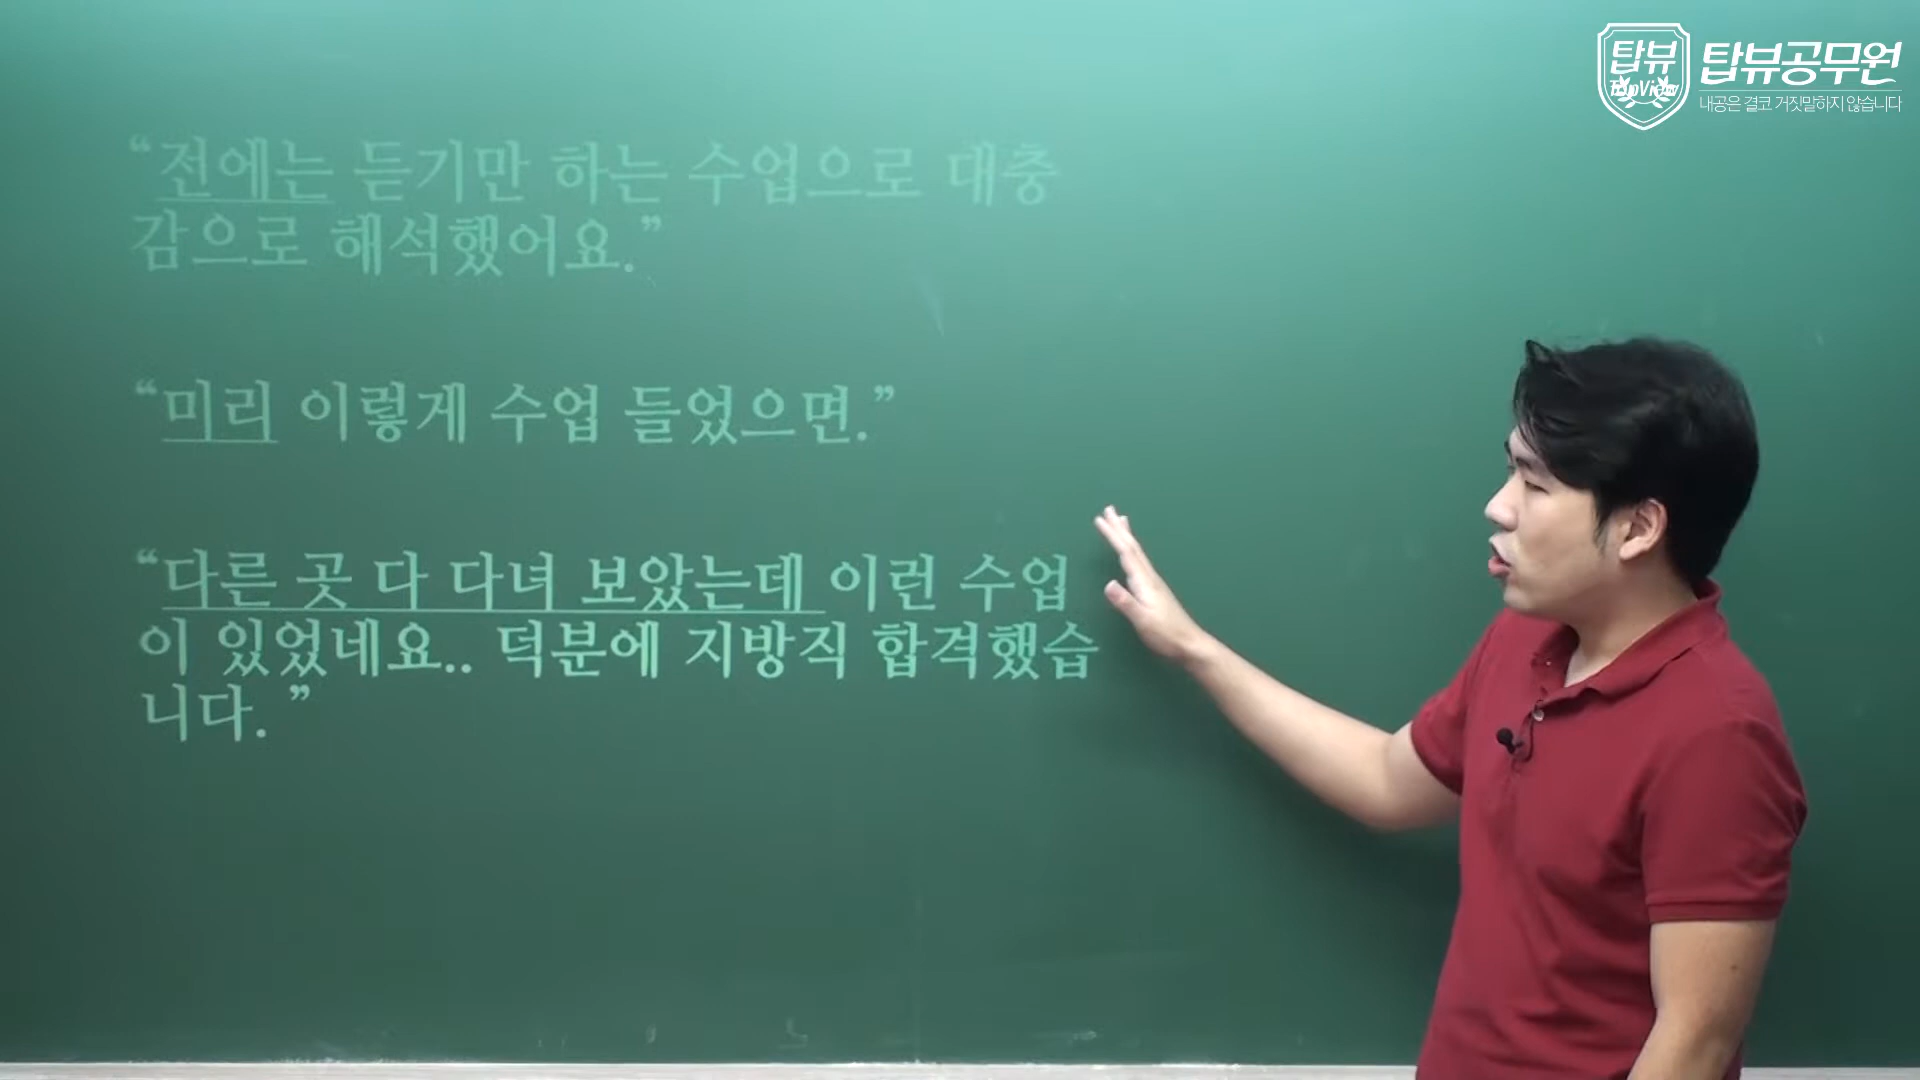 탑뷰
TopView
탑뷰공무원
내공은 결코 거짓말하지 않습니다
“전에는 듣기만 하는 수업으로 대충
감으로 해석했어요.”
“미리 이렇게 수업 들었으면.”
“다른 곳 다 다녀 보았는데 이런 수업
이 있었네요.. 덕분에 지방직 합격했습
니다. ”